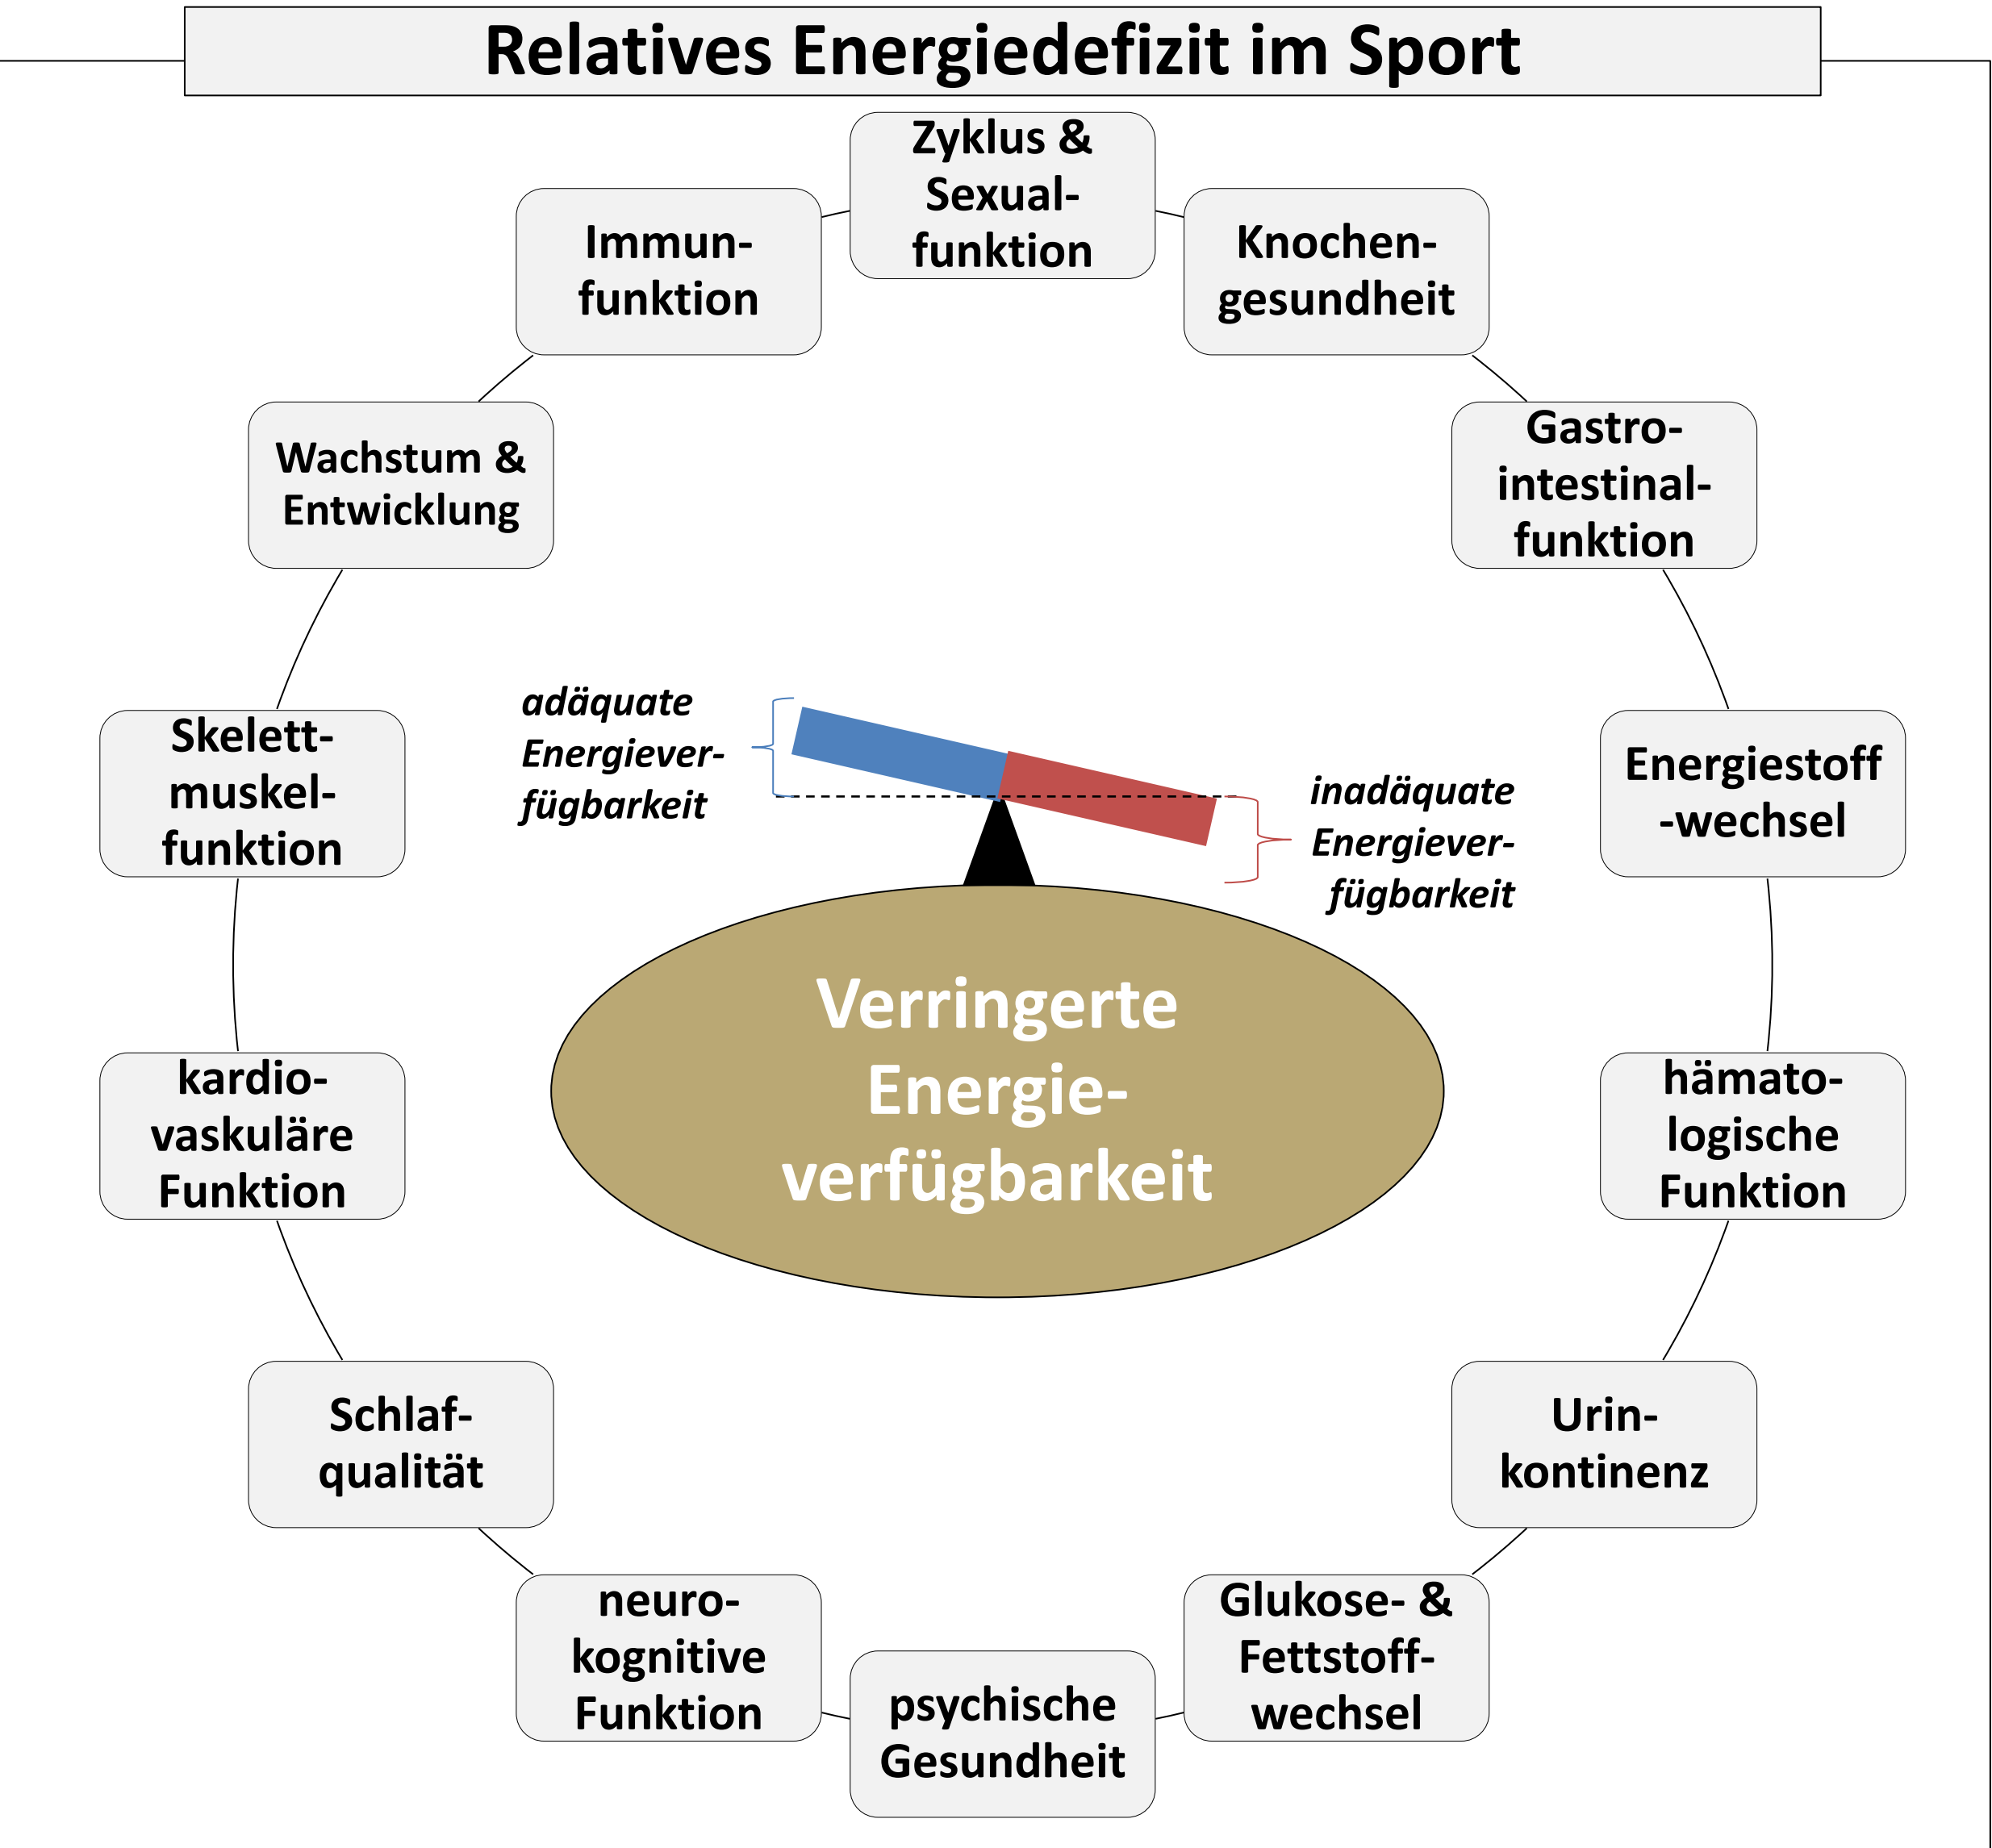 Relatives Energiedefizit im Sport
Zyklus &
Sexual-
funktion
Knochen-
gesundheit
Gastro-
intestinal-
funktion
Energiestoff
-wechsel
hämato-
logische
Funktion
Urin-
kontinenz
Glukose- &
Fettstoff-
wechsel
psychische
Gesundheit
neuro-
kognitive
Funktion
Schlaf-
qualität
kardio-
vaskuläre
Funktion
Skelett-
muskel-
funktion
Wachstum &
Entwicklung
Immun-
funktion
adäquate
Energiever-
fügbarkeit
inadäquate
Energiever-
fügbarkeit
Verringerte
Energie-
verfügbarkeit